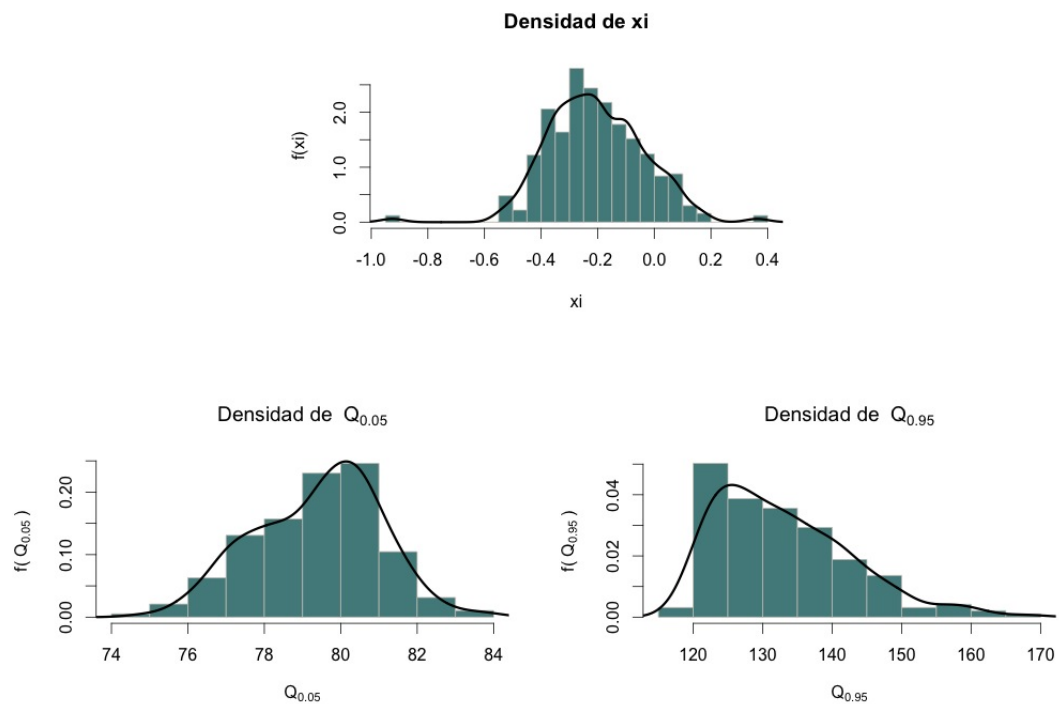 Densidad de xi
f(xi)
0.0 1.0 2.0
-1.0 -0.8 -0.6 -0.4 -0.2 0.0 0.2 0.4
xi
Densidad de Q0.05
f( Q0.05 )
0.00 0.10 0.20
74 76 78 80 82 84
Q0.05
Densidad de Q0.95
f( Q0.95 )
0.00 0.02 0.04
120 130 140 150 160 170
Q0.95